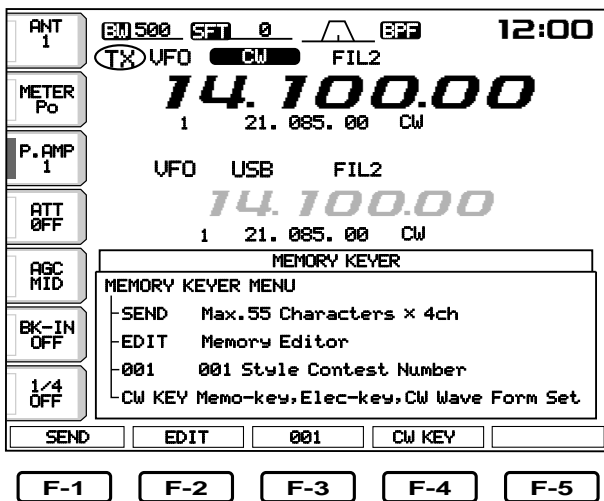 ANT
1
BW 500 SFT 0 BPF 12:00
TX VFO CW FIL2
METER
Po
14.100.00
1 21.085.00 CW
P.AMP
1
VFO USB FIL2
ATT
OFF
14.100.00
1 21.085.00 CW
AGC
MID
MEMORY KEYER
MEMORY KEYER MENU
SEND Max.55 Characters × 4ch
BK-IN
OFF
EDIT Memory Editor
001 001 Style Contest Number
1/4
OFF
CW KEY Memo-key,Elec-key,CW Wave Form Set
SEND EDIT 001 CW KEY
F-1 F-2 F-3 F-4 F-5